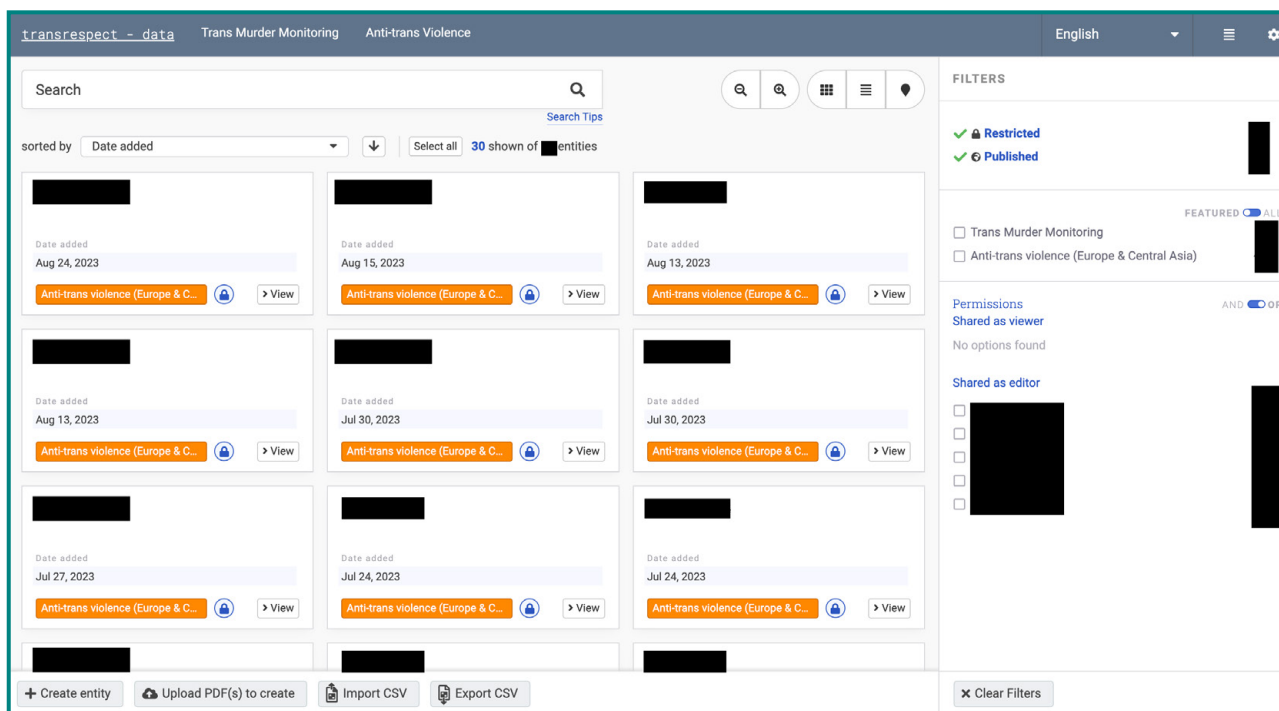 transrespect - data Trans Murder Monitoring Anti-trans Violence English
Search
Search Tips
sorted by Date added Select all 30 shown of entities
Date added Date added Date added
Aug 24, 2023 Aug 15, 2023 Aug 13, 2023
Anti-trans violence (Europe & C... View Anti-trans violence (Europe & C... View Anti-trans violence (Europe & C... View
Date added Date added Date added
Aug 13, 2023 Jul 30, 2023 Jul 30, 2023
Anti-trans violence (Europe & C... View Anti-trans violence (Europe & C... View Anti-trans violence (Europe & C... View
Date added Date added Date added
Jul 27, 2023 Jul 24, 2023 Jul 24, 2023
Anti-trans violence (Europe & C... View Anti-trans violence (Europe & C... View Anti-trans violence (Europe & C... View
Create entity Upload PDF(s) to create Import CSV Export CSV
FILTERS
Restricted
Published
FEATURED
Trans Murder Monitoring
Anti-trans violence (Europe & Central Asia)
Permissions AND
Shared as viewer
No options found
Shared as editor
Clear Filters